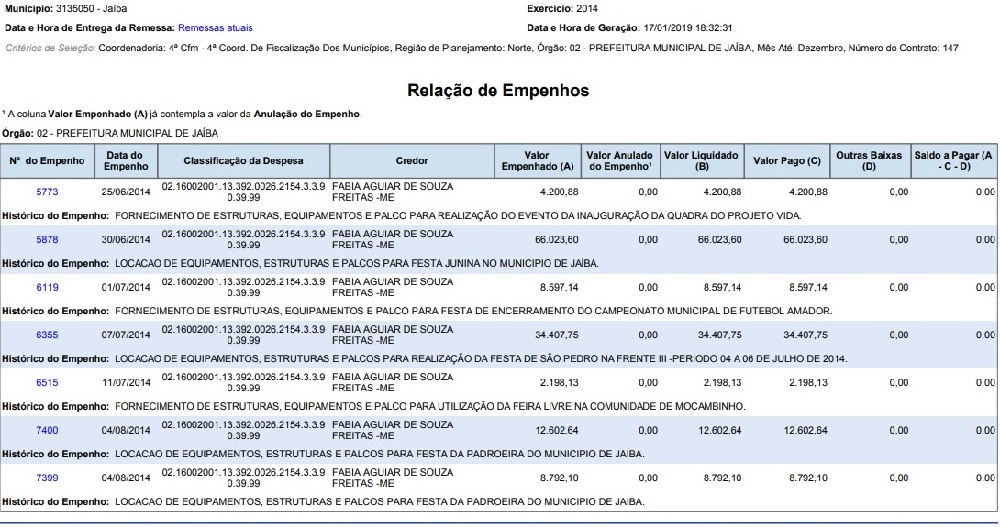 Município: 3135050 - Jaíba Exercício: 2014
Data e Hora de Entrega da Remessa: Remessas atuais Data e Hora de Geração: 17/01/2019 18:32:31
Critérios de Seleção: Coordenadoria: 4ª Cfm - 4ª Coord. De Fiscalização Dos Municípios, Região de Planejamento: Norte, Órgão: 02 - PREFEITURA MUNICIPAL DE JAÍBA, Mês Até: Dezembro, Número do Contrato: 147
Relação de Empenhos
¹ A coluna Valor Empenhado (A) já contempla a valor da Anulação do Empenho.
Órgão: 02 - PREFEITURA MUNICIPAL DE JAÍBA
Nº do Empenho Data do Empenho Classificação da Despesa Credor Valor Empenhado (A) Valor Anulado do Empenho¹ Valor Liquidado (B) Valor Pago (C) Outras Baixas (D) Saldo a Pagar (A - C - D)
5773 25/06/2014 02.16002001.13.392.0026.2154.3.3.90.39.99 FABIA AGUIAR DE SOUZA FREITAS -ME 4.200,88 0,00 4.200,88 4.200,88 0,00 0,00
Histórico do Empenho: FORNECIMENTO DE ESTRUTURAS, EQUIPAMENTOS E PALCO PARA REALIZAÇÃO DO EVENTO DA INAUGURAÇÃO DA QUADRA DO PROJETO VIDA.
5878 30/06/2014 02.16002001.13.392.0026.2154.3.3.90.39.99 FABIA AGUIAR DE SOUZA FREITAS -ME 66.023,60 0,00 66.023,60 66.023,60 0,00 0,00
Histórico do Empenho: LOCACAO DE EQUIPAMENTOS, ESTRUTURAS E PALCOS PARA FESTA JUNINA NO MUNICIPIO DE JAÍBA.
6119 01/07/2014 02.16002001.13.392.0026.2154.3.3.90.39.99 FABIA AGUIAR DE SOUZA FREITAS -ME 8.597,14 0,00 8.597,14 8.597,14 0,00 0,00
Histórico do Empenho: FORNECIMENTO DE ESTRUTURAS, EQUIPAMENTOS E PALCO PARA FESTA DE ENCERRAMENTO DO CAMPEONATO MUNICIPAL DE FUTEBOL AMADOR.
6355 07/07/2014 02.16002001.13.392.0026.2154.3.3.90.39.99 FABIA AGUIAR DE SOUZA FREITAS -ME 34.407,75 0,00 34.407,75 34.407,75 0,00 0,00
Histórico do Empenho: LOCACAO DE EQUIPAMENTOS, ESTRUTURAS E PALCOS PARA REALIZAÇÃO DA FESTA DE SÃO PEDRO NA FRENTE III -PERIODO 04 A 06 DE JULHO DE 2014.
6515 11/07/2014 02.16002001.13.392.0026.2154.3.3.90.39.99 FABIA AGUIAR DE SOUZA FREITAS -ME 2.198,13 0,00 2.198,13 2.198,13 0,00 0,00
Histórico do Empenho: FORNECIMENTO DE ESTRUTURAS, EQUIPAMENTOS E PALCO PARA UTILIZAÇÃO DA FEIRA LIVRE NA COMUNIDADE DE MOCAMBINHO.
7400 04/08/2014 02.16002001.13.392.0026.2154.3.3.90.39.99 FABIA AGUIAR DE SOUZA FREITAS -ME 12.602,64 0,00 12.602,64 12.602,64 0,00 0,00
Histórico do Empenho: LOCACAO DE EQUIPAMENTOS, ESTRUTURAS E PALCOS PARA FESTA DA PADROEIRA DO MUNICIPIO DE JAIBA.
7399 04/08/2014 02.16002001.13.392.0026.2154.3.3.90.39.99 FABIA AGUIAR DE SOUZA FREITAS -ME 8.792,10 0,00 8.792,10 8.792,10 0,00 0,00
Histórico do Empenho: LOCACAO DE EQUIPAMENTOS, ESTRUTURAS E PALCOS PARA FESTA DA PADROEIRA DO MUNICIPIO DE JAIBA.